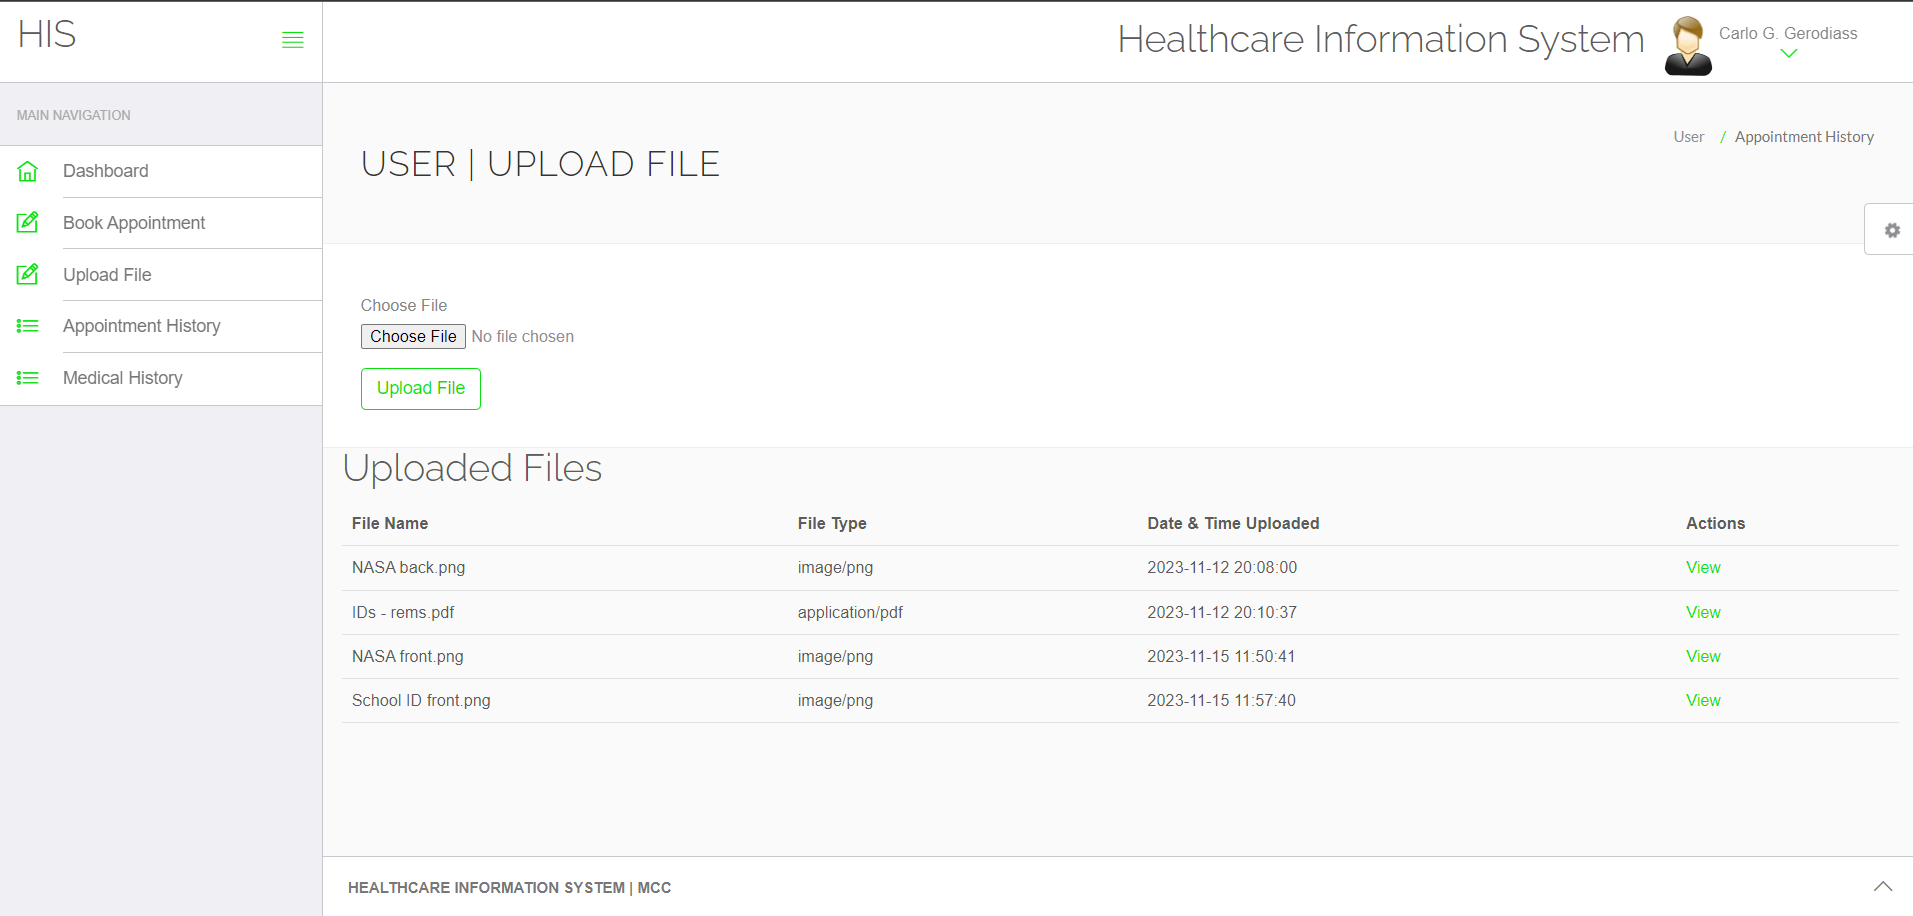 HIS
Healthcare Information System
Carlo G. Gerodiass
MAIN NAVIGATION
Dashboard
Book Appointment
Upload File
Appointment History
Medical History
User / Appointment History
USER | UPLOAD FILE
Choose File
Choose File No file chosen
Upload File
Uploaded Files
File Name File Type Date & Time Uploaded Actions
NASA back.png image/png 2023-11-12 20:08:00 View
IDs - rems.pdf application/pdf 2023-11-12 20:10:37 View
NASA front.png image/png 2023-11-15 11:50:41 View
School ID front.png image/png 2023-11-15 11:57:40 View
HEALTHCARE INFORMATION SYSTEM | MCC